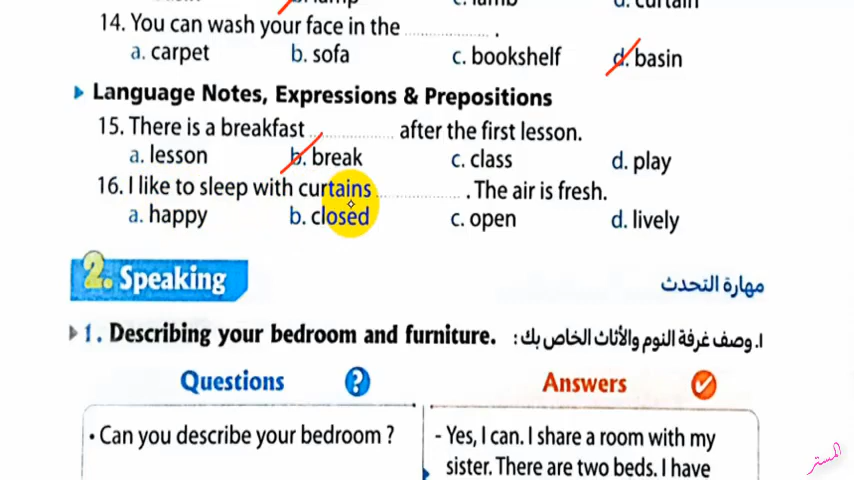 b. lamp c. lamb d. curtain
14. You can wash your face in the .................. .
a. carpet b. sofa c. bookshelf d. basin
Language Notes, Expressions & Prepositions
15. There is a breakfast .................. after the first lesson.
a. lesson b. break c. class d. play
16. I like to sleep with curtains .................. . The air is fresh.
a. happy b. closed c. open d. lively
2. Speaking مهارة التحدث
1. Describing your bedroom and furniture. ١. وصف غرفة النوم والأثاث الخاص بك :
Questions ? Answers
• Can you describe your bedroom ? - Yes, I can. I share a room with my
sister. There are two beds. I have
المستر